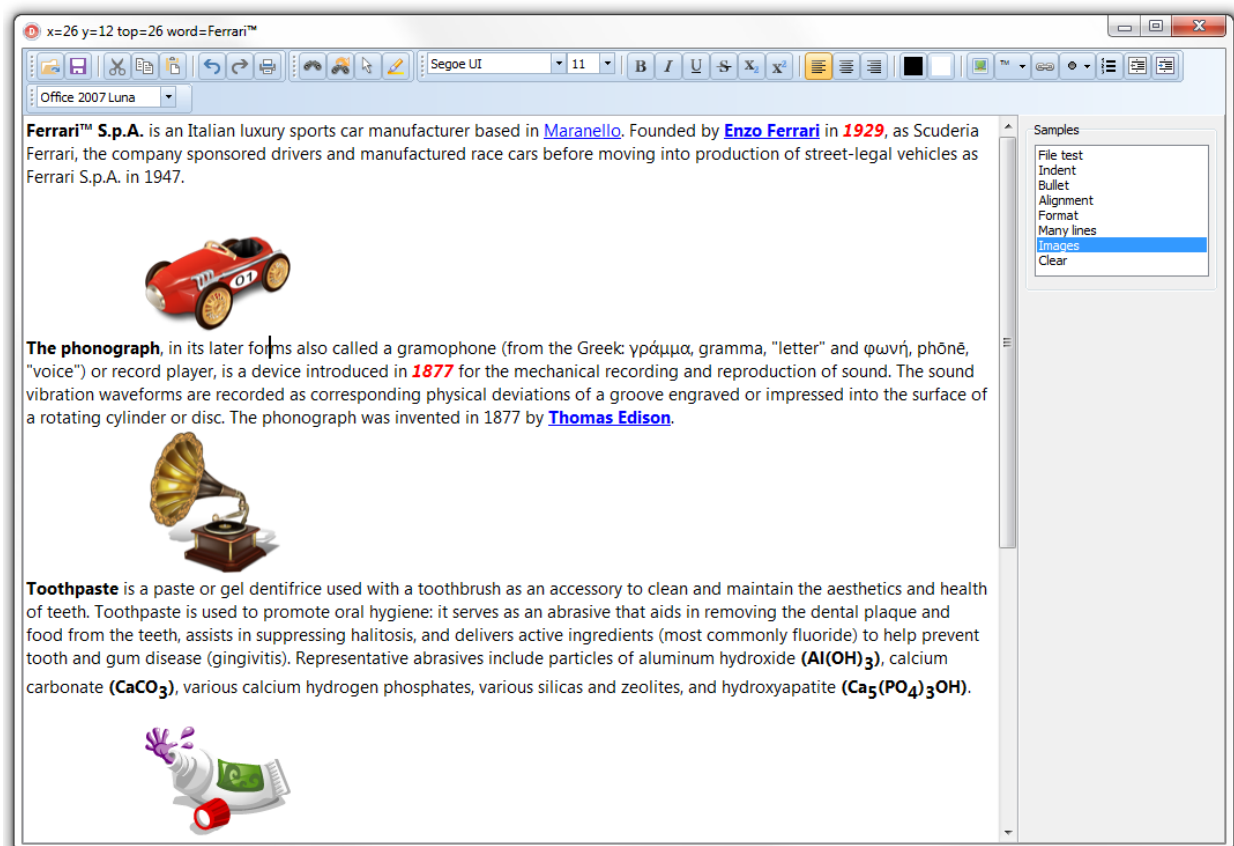 x=26 y=12 top=26 word=Ferrari™
Segoe UI 11 B I U S X₂ X² ™
Office 2007 Luna
Ferrari™ S.p.A. is an Italian luxury sports car manufacturer based in Maranello. Founded by Enzo Ferrari in 1929, as Scuderia
Ferrari, the company sponsored drivers and manufactured race cars before moving into production of street-legal vehicles as
Ferrari S.p.A. in 1947.
01
The phonograph, in its later forms also called a gramophone (from the Greek: γράμμα, gramma, "letter" and φωνή, phōnē,
"voice") or record player, is a device introduced in 1877 for the mechanical recording and reproduction of sound. The sound
vibration waveforms are recorded as corresponding physical deviations of a groove engraved or impressed into the surface of
a rotating cylinder or disc. The phonograph was invented in 1877 by Thomas Edison.
Toothpaste is a paste or gel dentifrice used with a toothbrush as an accessory to clean and maintain the aesthetics and health
of teeth. Toothpaste is used to promote oral hygiene: it serves as an abrasive that aids in removing the dental plaque and
food from the teeth, assists in suppressing halitosis, and delivers active ingredients (most commonly fluoride) to help prevent
tooth and gum disease (gingivitis). Representative abrasives include particles of aluminum hydroxide (Al(OH)₃), calcium
carbonate (CaCO₃), various calcium hydrogen phosphates, various silicas and zeolites, and hydroxyapatite (Ca₅(PO₄)₃OH).
Samples
File test
Indent
Bullet
Alignment
Format
Many lines
Images
Clear